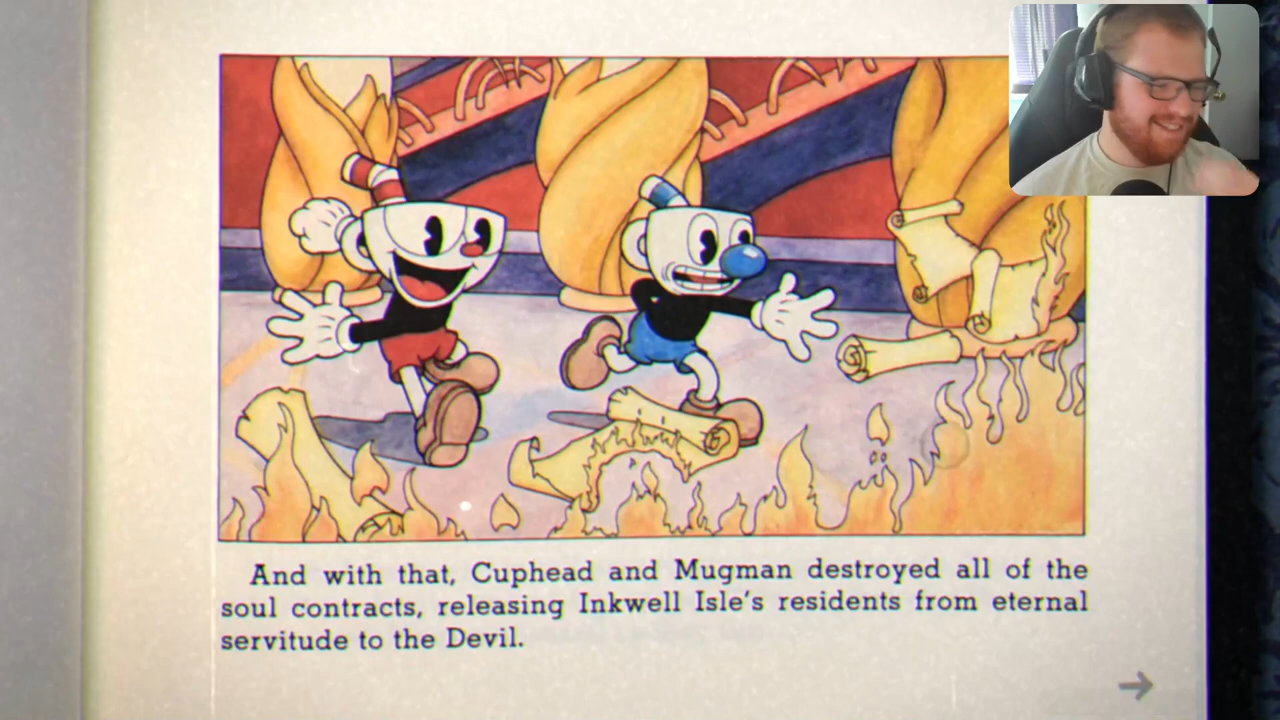 And with that, Cuphead and Mugman destroyed all of the
soul contracts, releasing Inkwell Isle's residents from eternal
servitude to the Devil.